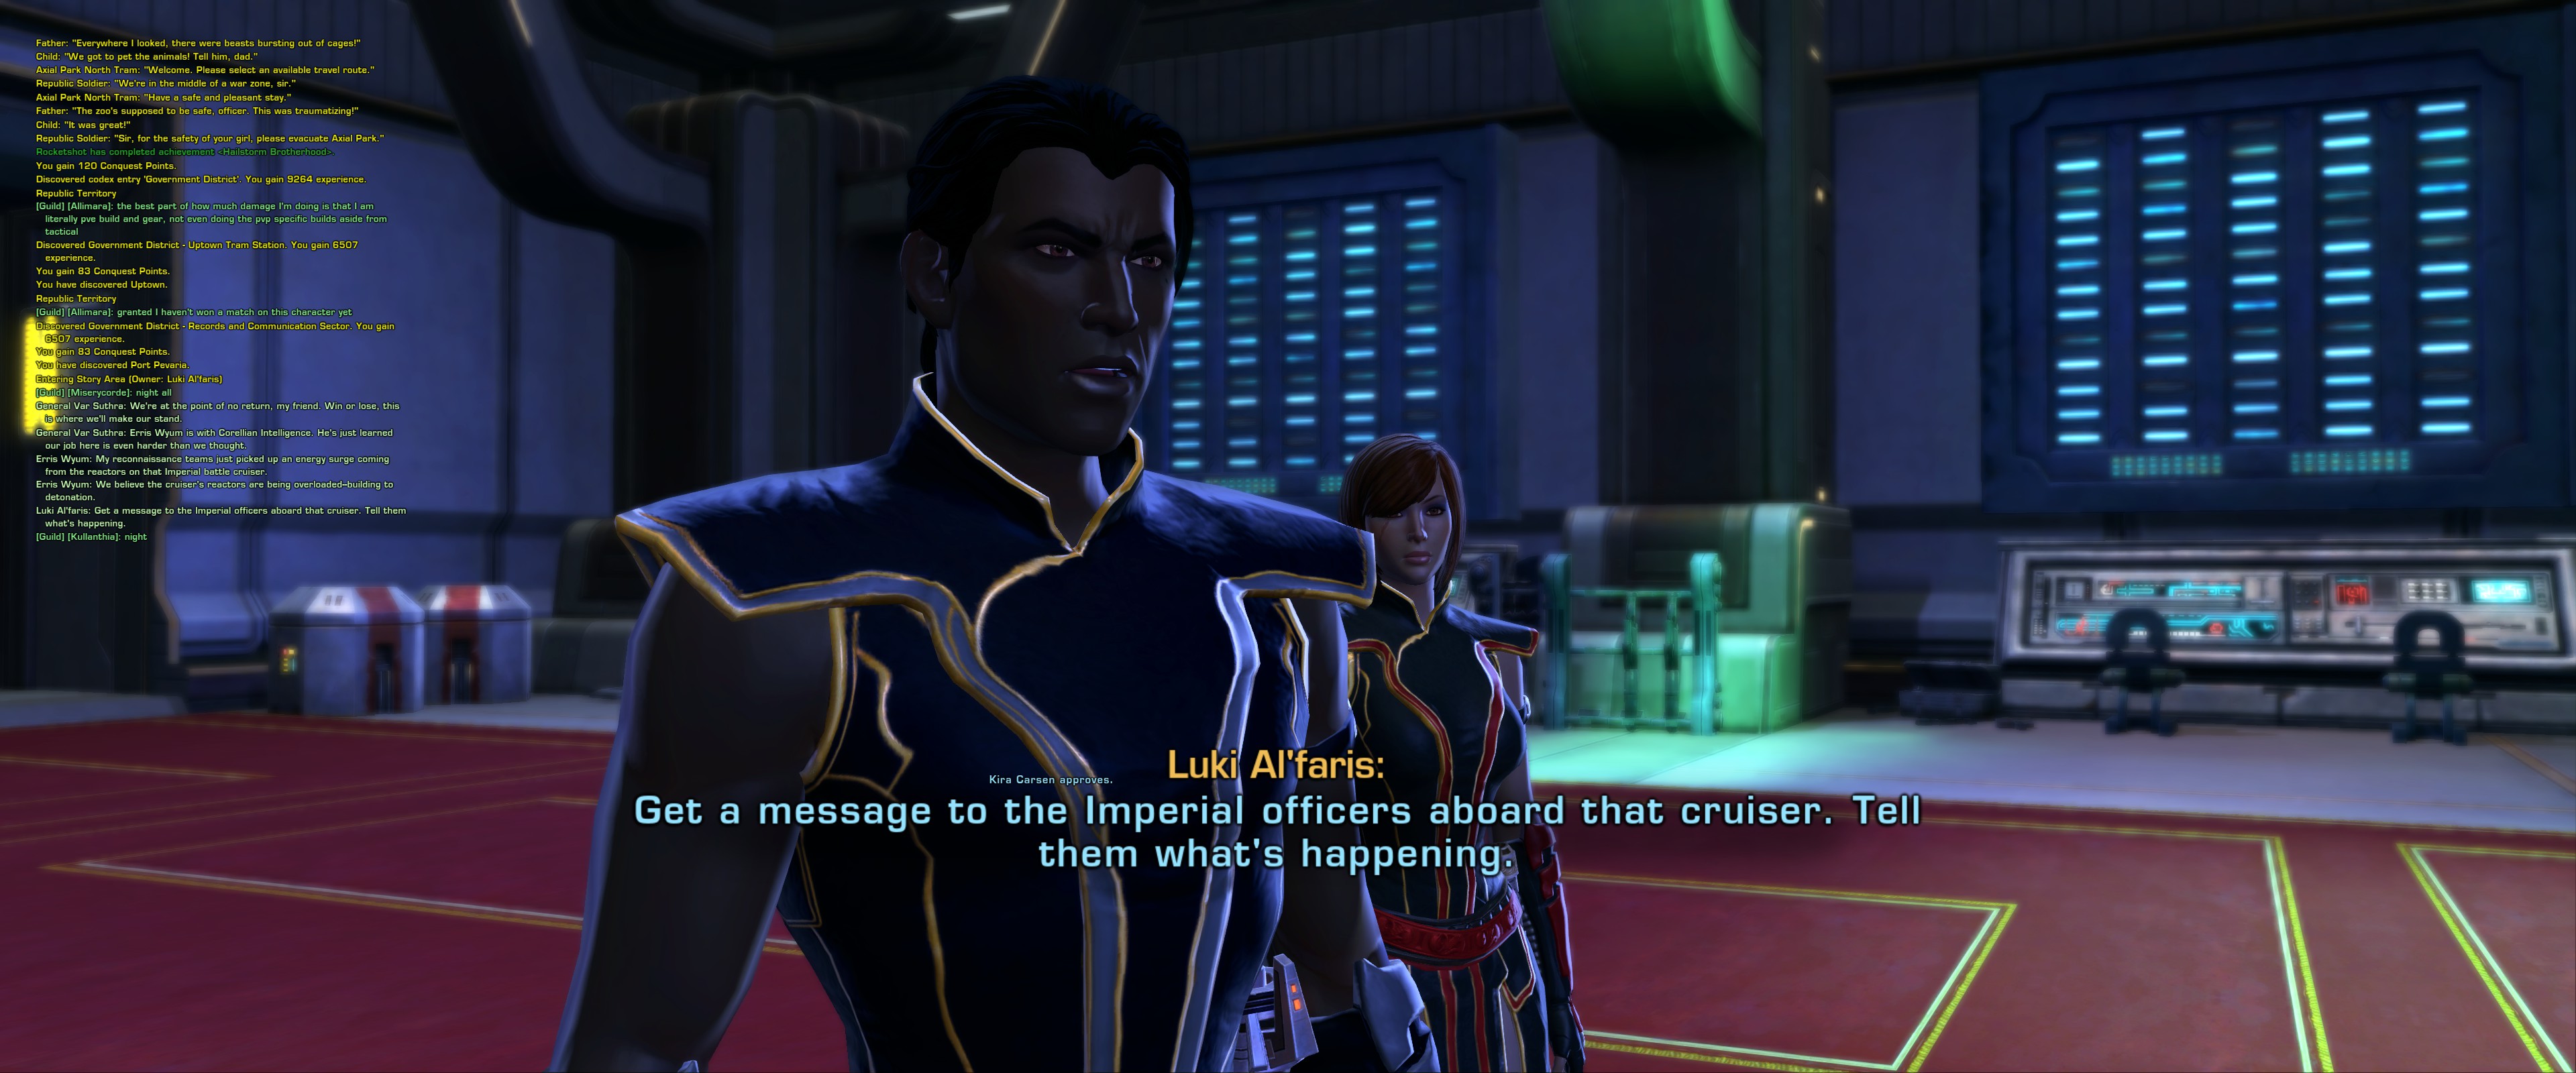 Father: "Everywhere I looked, there were beasts bursting out of cages!"
Child: "We got to pet the animals! Tell him, dad."
Axial Park North Tram: "Welcome. Please select an available travel route."
Republic Soldier: "We're in the middle of a war zone, sir."
Axial Park North Tram: "Have a safe and pleasant stay."
Father: "The zoo's supposed to be safe, officer. This was traumatizing!"
Child: "It was great!"
Republic Soldier: "Sir, for the safety of your girl, please evacuate Axial Park."
Rocketshot has completed achievement <Hailstorm Brotherhood>
You gain 120 Conquest Points.
Discovered codex entry 'Government District'. You gain 9264 experience.
Republic Territory
[Guild] [Allimara]: the best part of how much damage I'm doing is that I am
literally pve build and gear, not even doing the pvp specific builds aside from
tactical
Discovered Government District - Uptown Tram Station. You gain 6507
experience.
You gain 83 Conquest Points.
You have discovered Uptown.
Republic Territory
[Guild] [Allimara]: granted I haven't won a match on this character yet
Discovered Government District - Records and Communication Sector. You gain
6507 experience.
You gain 83 Conquest Points.
You have discovered Port Pevaria.
Entering Story Area (Owner: Luki Al'faris)
[Guild] [Miserycorde]: night all
General Var Suthra: We're at the point of no return, my friend. Win or lose, this
is where we'll make our stand.
General Var Suthra: Erris Wyum is with Corellian Intelligence. He's just learned
our job here is even harder than we thought.
Erris Wyum: My reconnaissance teams just picked up an energy surge coming
from the reactors on that Imperial battle cruiser.
Erris Wyum: We believe the cruiser's reactors are being overloaded—building to
detonation.
Luki Al'faris: Get a message to the Imperial officers aboard that cruiser. Tell them
what's happening.
[Guild] [Kullanthia]: night
Luki Al'faris:
Kira Carsen approves.
Get a message to the Imperial officers aboard that cruiser. Tell
them what's happening.